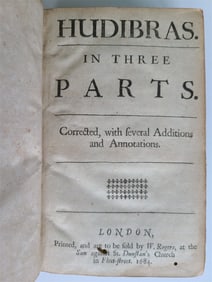 HUDIBRAS.
IN THREE
PARTS.
Corrected, with ſeveral Additions
and Annotations.
LONDON,
Printed, and are to be ſold by W. Rogers, at the
Sun againſt St. Dunſtan's Church
in Fleet-ſtreet. 1684.